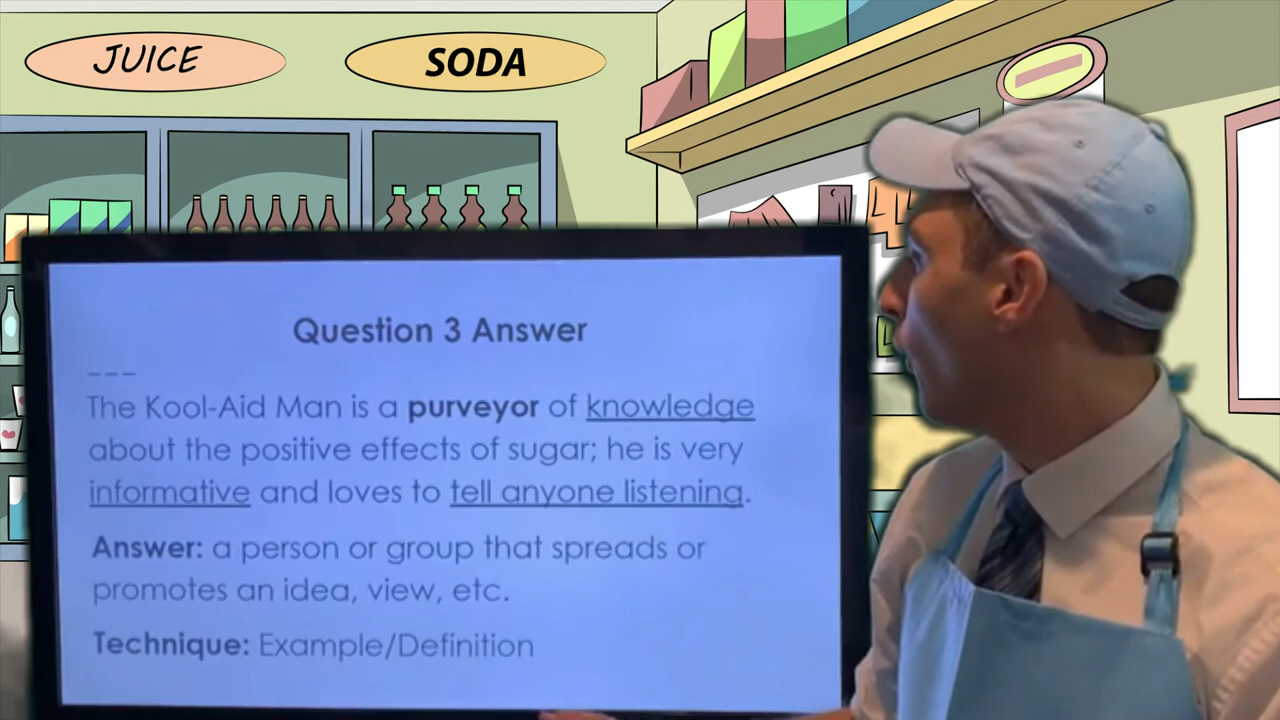 JUICE
SODA
Question 3 Answer
___
The Kool-Aid Man is a purveyor of knowledge
about the positive effects of sugar; he is very
informative and loves to tell anyone listening.
Answer: a person or group that spreads or
promotes an idea, view, etc.
Technique: Example/Definition